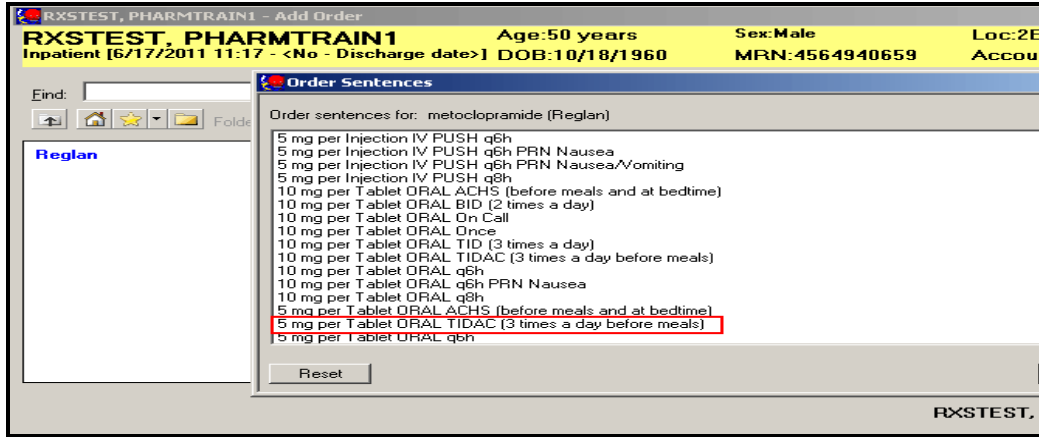 RXSTEST, PHARMTRAIN1 - Add Order
RXSTEST, PHARMTRAIN1 Age:50 years Sex:Male Loc:2E
Inpatient [6/17/2011 11:17 - <No - Discharge date>] DOB:10/18/1960 MRN:4564940659 Accou
Order Sentences
Find:
Folde
Order sentences for: metoclopramide (Reglan)
Reglan
5 mg per Injection IV PUSH q6h
5 mg per Injection IV PUSH q6h PRN Nausea
5 mg per Injection IV PUSH q6h PRN Nausea/Vomiting
5 mg per Injection IV PUSH q8h
10 mg per Tablet ORAL ACHS (before meals and at bedtime)
10 mg per Tablet ORAL BID (2 times a day)
10 mg per Tablet ORAL On Call
10 mg per Tablet ORAL Once
10 mg per Tablet ORAL TID (3 times a day)
10 mg per Tablet ORAL TIDAC (3 times a day before meals)
10 mg per Tablet ORAL q6h
10 mg per Tablet ORAL q6h PRN Nausea
10 mg per Tablet ORAL q8h
5 mg per Tablet ORAL ACHS (before meals and at bedtime)
5 mg per Tablet ORAL TIDAC (3 times a day before meals)
5 mg per Tablet ORAL q6h
Reset
RXSTEST,